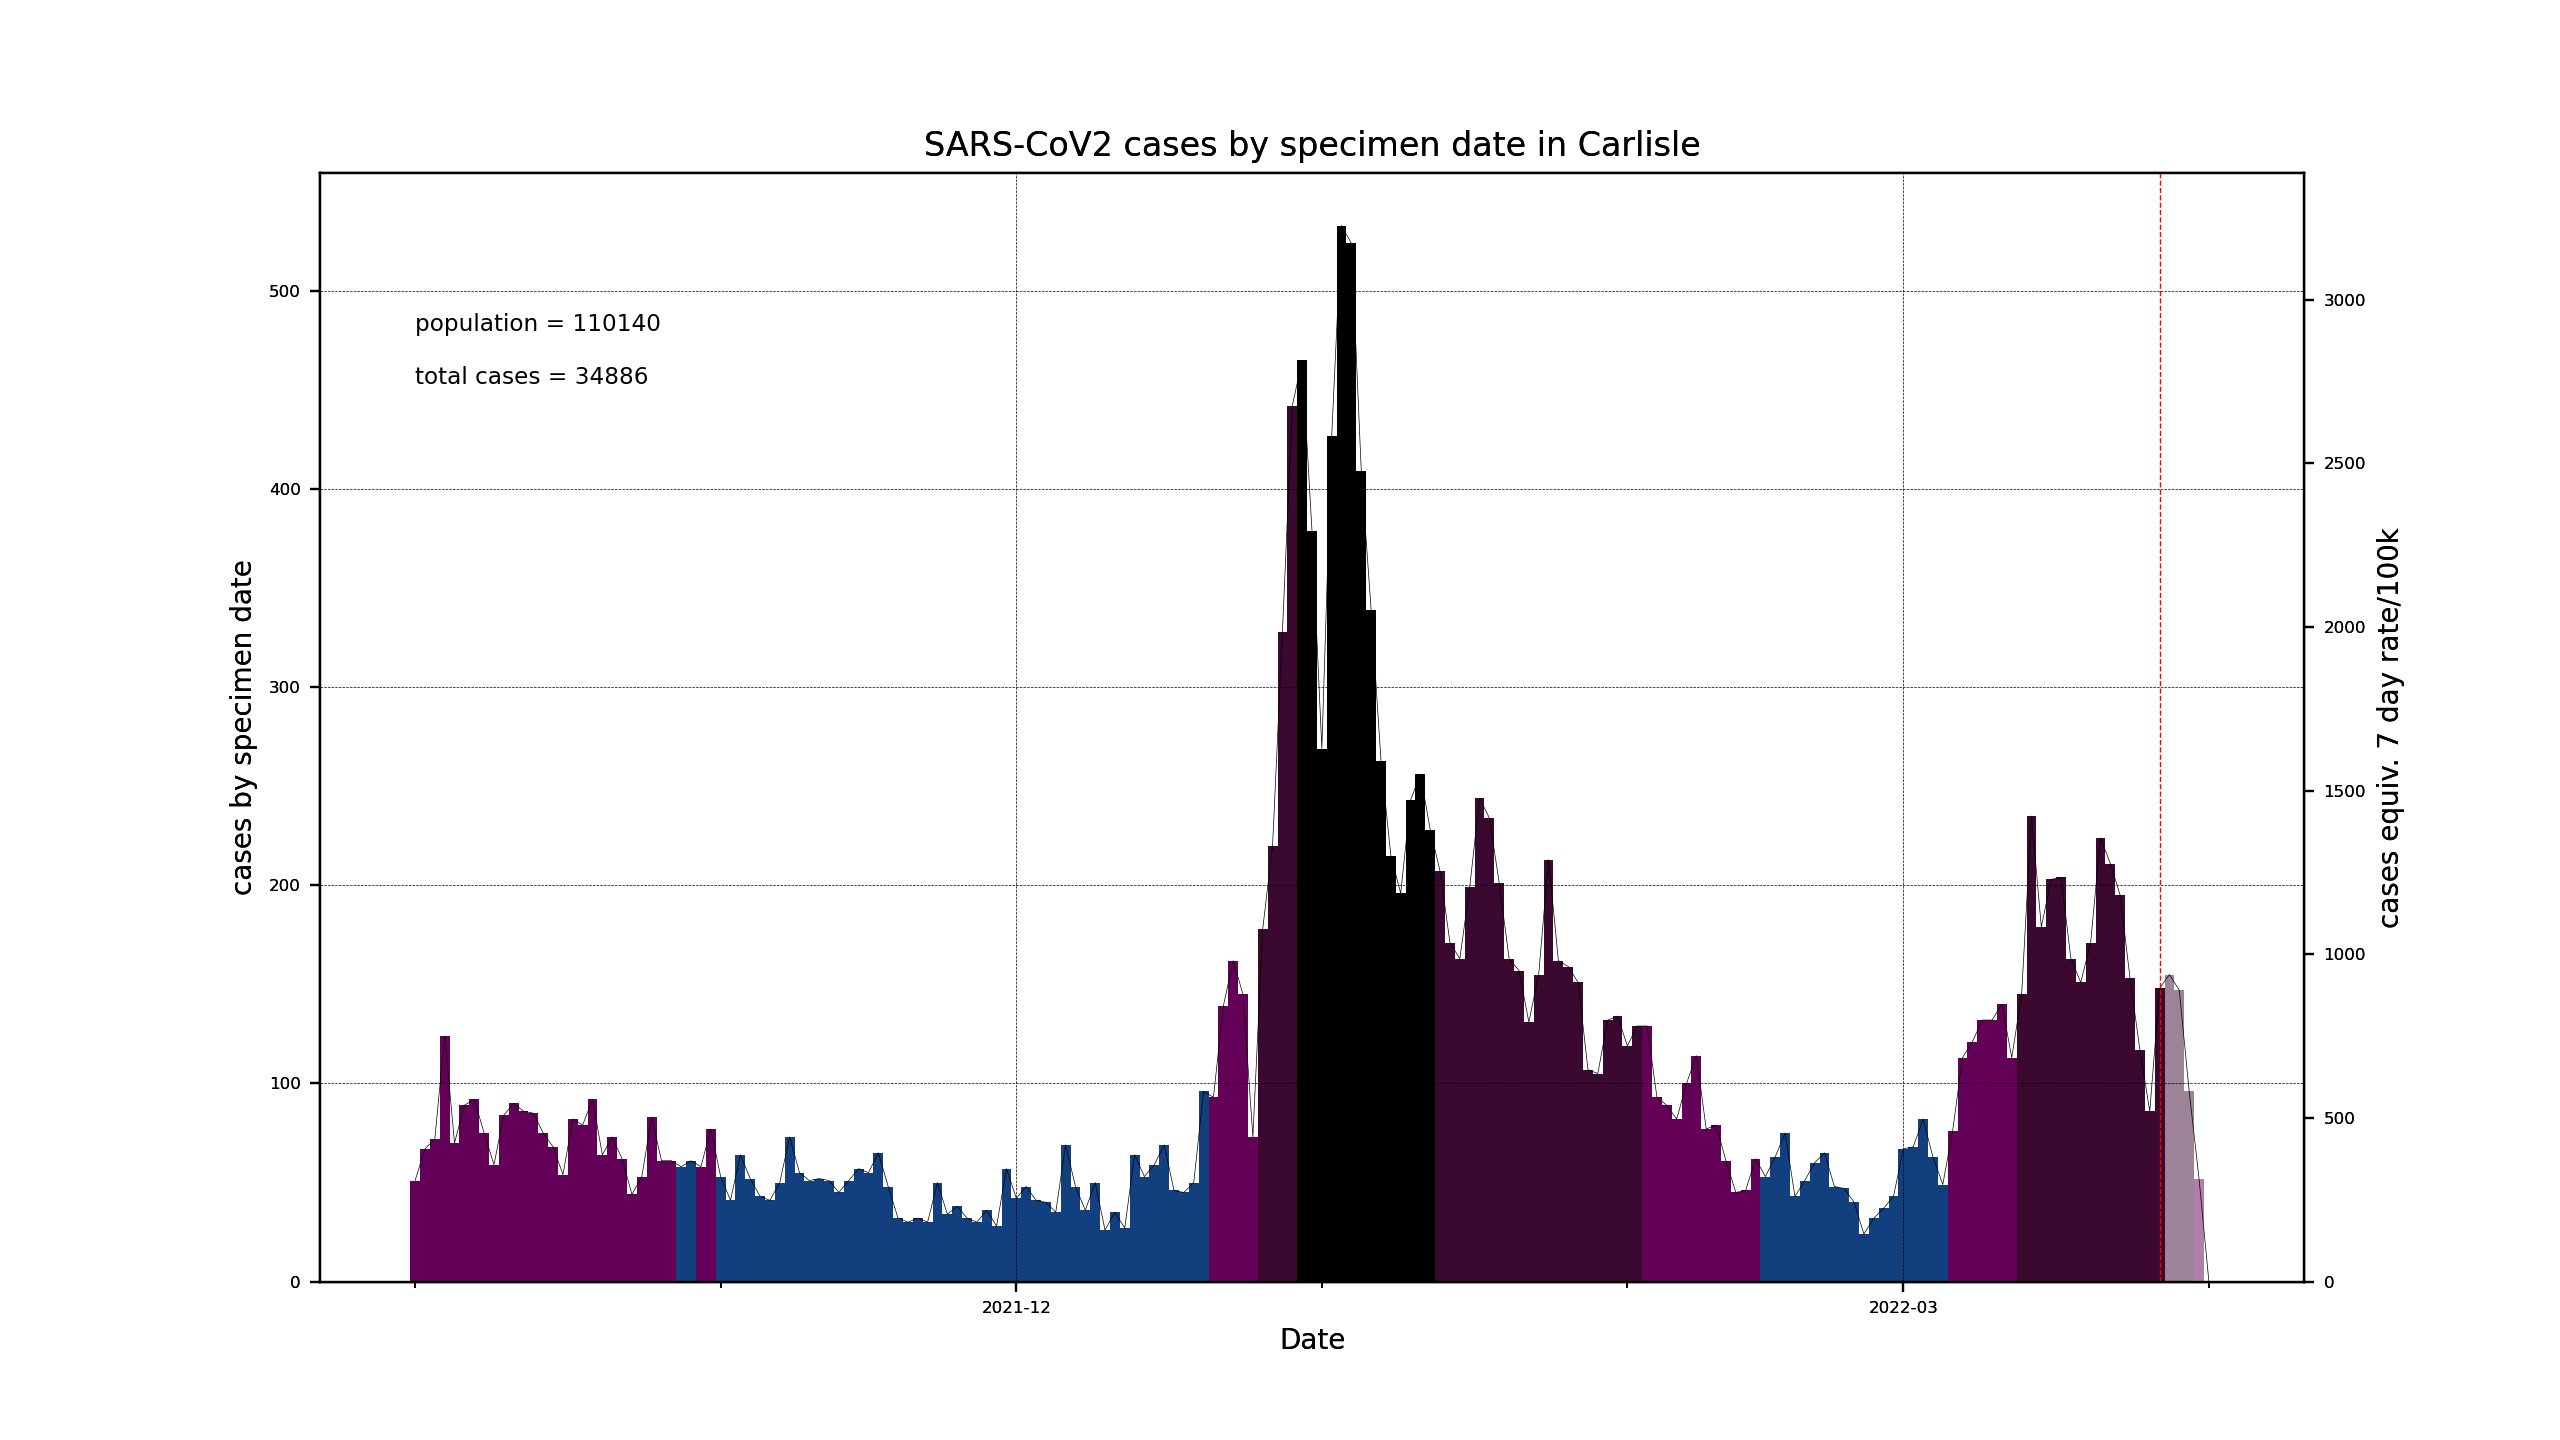 SARS-CoV2 cases by specimen date in Carlisle
population = 110140
total cases = 34886
cases by specimen date
500
400
300
200
100
0
3000
2500
2000
1500
1000
500
0
cases equiv. 7 day rate/100k
2021-12
2022-03
Date